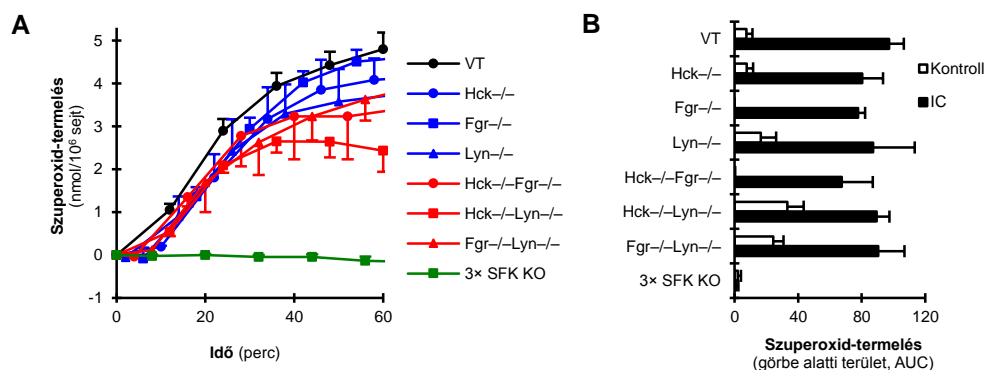 A
Szuperoxid-termelés
(nmol/10⁶ sejt)
5
4
3
2
1
0
-1
0
20
40
60
Idő (perc)
VT
Hck–/–
Fgr–/–
Lyn–/–
Hck–/–Fgr–/–
Hck–/–Lyn–/–
Fgr–/–Lyn–/–
3× SFK KO
B
VT
Hck–/–
Fgr–/–
Lyn–/–
Hck–/–Fgr–/–
Hck–/–Lyn–/–
Fgr–/–Lyn–/–
3× SFK KO
0
40
80
120
Szuperoxid-termelés
(görbe alatti terület, AUC)
Kontroll
IC